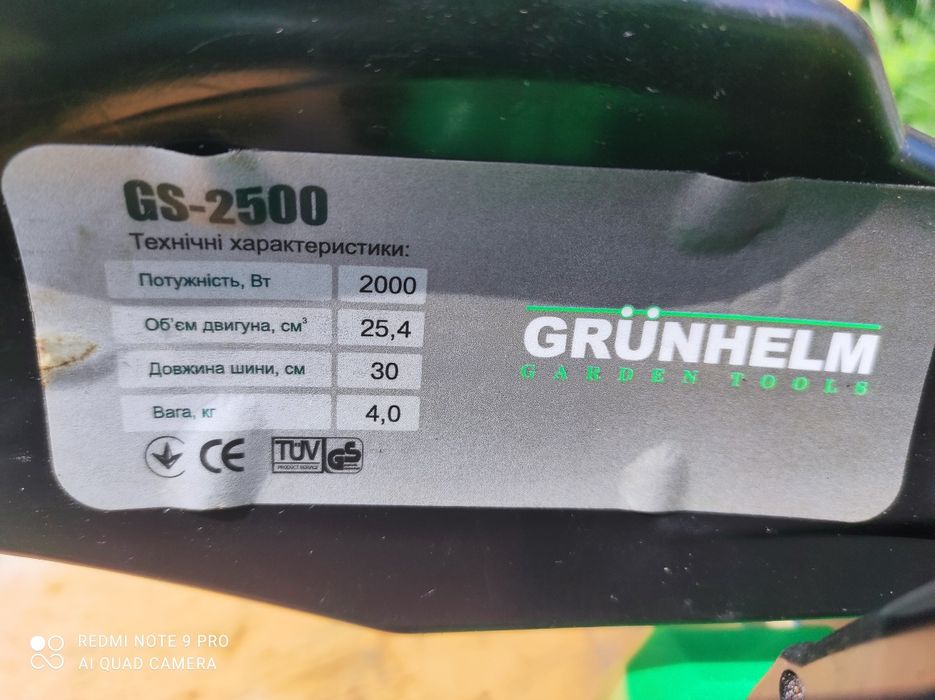 GS-2500
Технічні характеристики:
Потужність, Вт 2000
Об'єм двигуна, см³ 25,4
Довжина шини, см 30
Вага, кг 4,0
CE TÜV PRODUCT SERVICE GS
GRÜNHELM
GARDEN TOOLS
REDMI NOTE 9 PRO
AI QUAD CAMERA